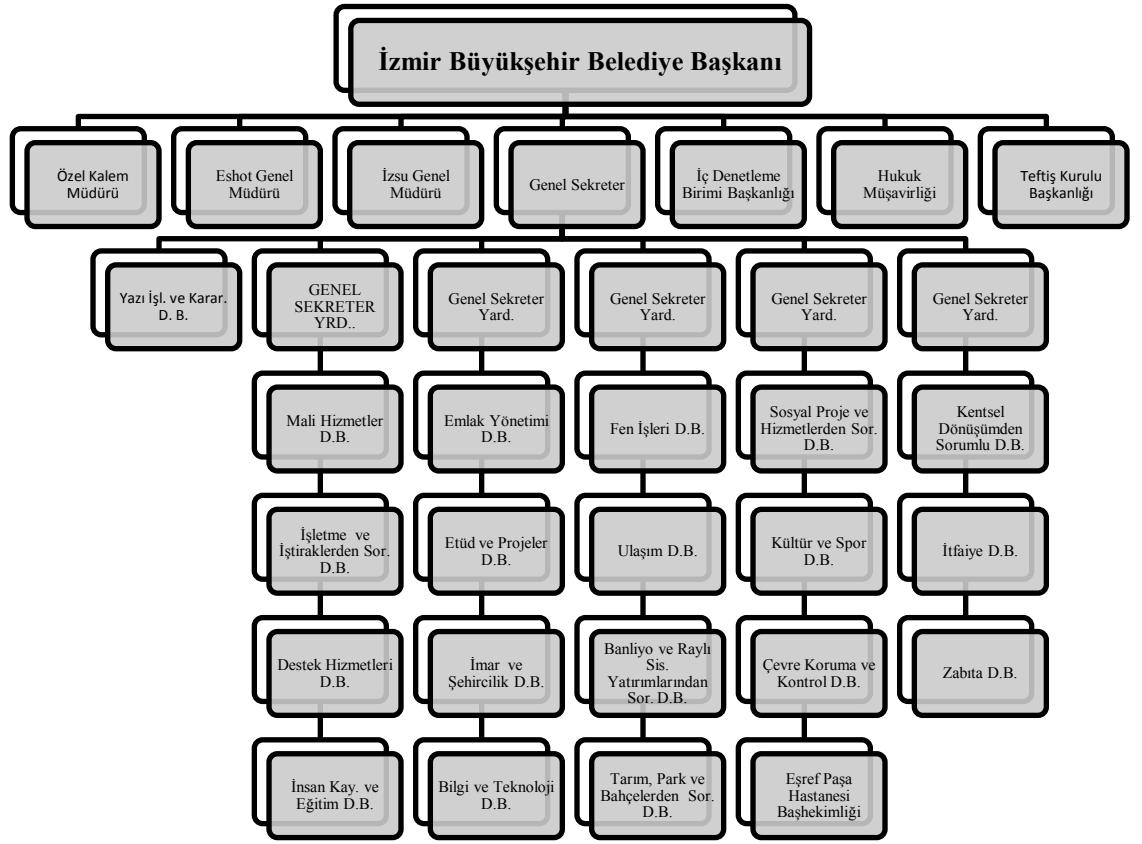 İzmir Büyükşehir Belediye Başkanı
Özel Kalem
Müdürü
Eshot Genel
Müdürü
İzsu Genel
Müdürü
Genel Sekreter
İç Denetleme
Birimi Başkanlığı
Hukuk
Müşavirliği
Teftiş Kurulu
Başkanlığı
Yazı İşl. ve Karar.
D. B.
GENEL
SEKRETER
YRD..
Genel Sekreter
Yard.
Genel Sekreter
Yard.
Genel Sekreter
Yard.
Genel Sekreter
Yard.
Mali Hizmetler
D.B.
Emlak Yönetimi
D.B.
Fen İşleri D.B.
Sosyal Proje ve
Hizmetlerden Sor.
D.B.
Kentsel
Dönüşümden
Sorumlu D.B.
İşletme ve
İştiraklerden Sor.
D.B.
Etüd ve Projeler
D.B.
Ulaşım D.B.
Kültür ve Spor
D.B.
İtfaiye D.B.
Destek Hizmetleri
D.B.
İmar ve
Şehircilik D.B.
Banliyo ve Raylı
Sis.
Yatırımlarından
Sor. D.B.
Çevre Koruma ve
Kontrol D.B.
Zabıta D.B.
İnsan Kay. ve
Eğitim D.B.
Bilgi ve Teknoloji
D.B.
Tarım, Park ve
Bahçelerden Sor.
D.B.
Eşref Paşa
Hastanesi
Başhekimliği